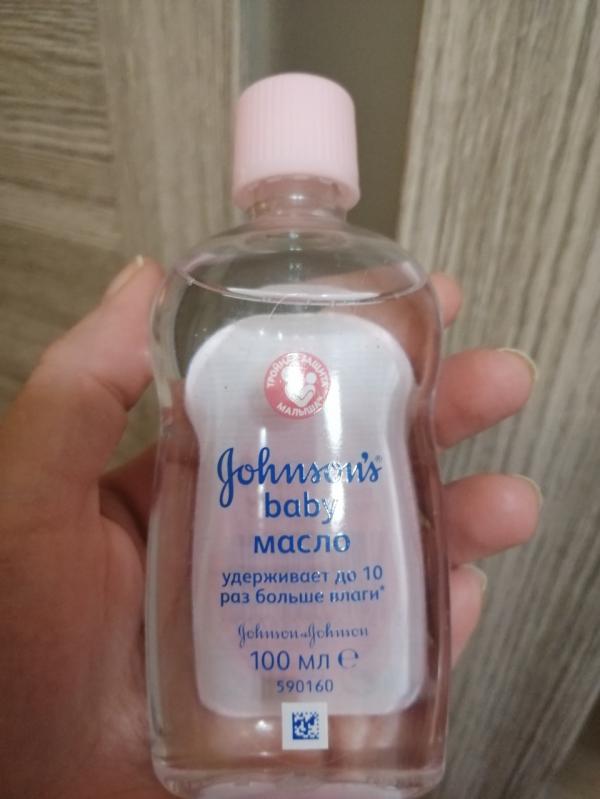 ТРОЙНАЯ ЗАЩИТА
МАЛЫША
Johnson's®
baby
масло
удерживает до 10
раз больше влаги*
Johnson&Johnson
100 мл ℮
590160